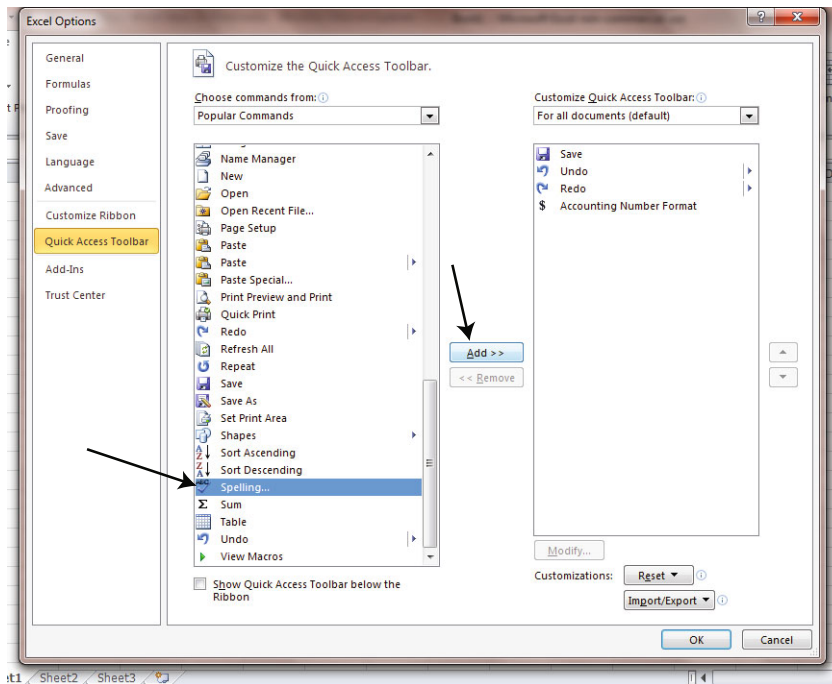 Excel Options
General
Formulas
Proofing
Save
Language
Advanced
Customize Ribbon
Quick Access Toolbar
Add-Ins
Trust Center
Customize the Quick Access Toolbar.
Choose commands from:
Popular Commands
Name Manager
New
Open
Open Recent File...
Page Setup
Paste
Paste
Paste Special...
Print Preview and Print
Quick Print
Redo
Refresh All
Repeat
Save
Save As
Set Print Area
Shapes
Sort Ascending
Sort Descending
Spelling...
Sum
Table
Undo
View Macros
Show Quick Access Toolbar below the
Ribbon
Add >>
<< Remove
Customize Quick Access Toolbar:
For all documents (default)
Save
Undo
Redo
$ Accounting Number Format
Modify...
Customizations: Reset
Import/Export
OK Cancel
Sheet2 Sheet3